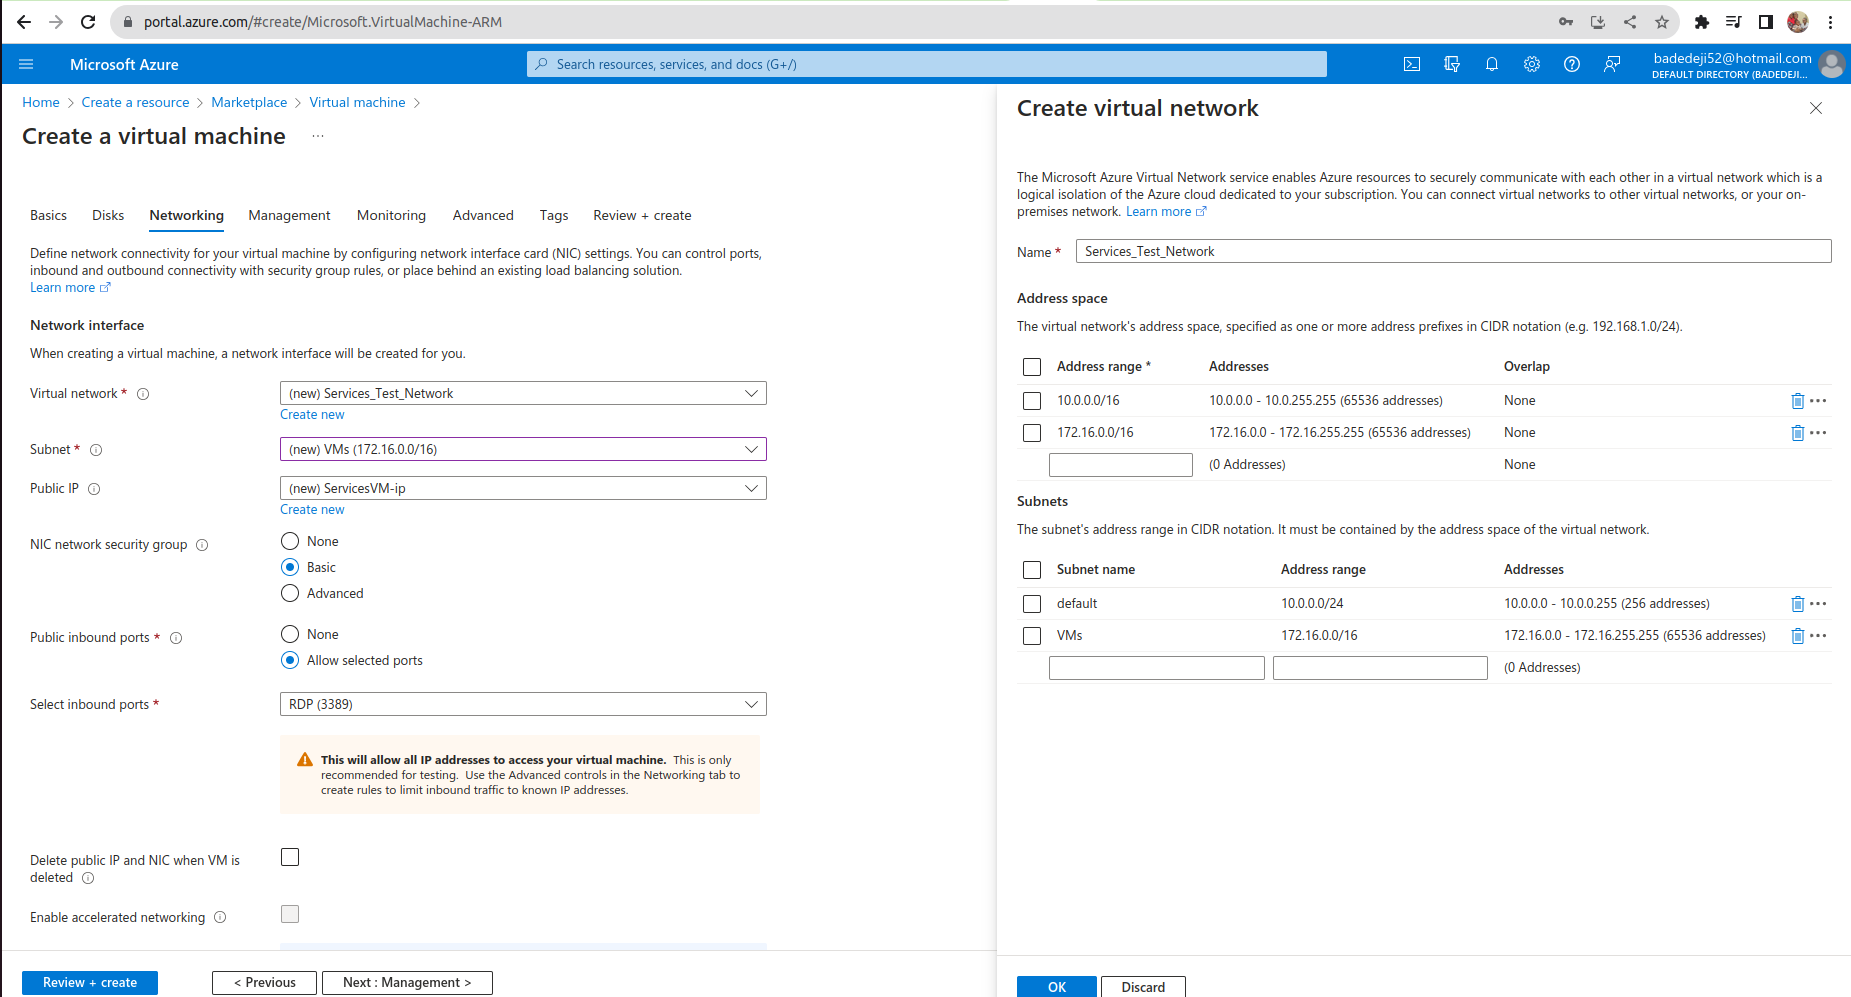 portal.azure.com/#create/Microsoft.VirtualMachine-ARM
Microsoft Azure
Search resources, services, and docs (G+/)
badedeji52@hotmail.com
DEFAULT DIRECTORY (BADEDEJI...
Home > Create a resource > Marketplace > Virtual machine >
Create a virtual machine ...
Basics Disks Networking Management Monitoring Advanced Tags Review + create
Define network connectivity for your virtual machine by configuring network interface card (NIC) settings. You can control ports,
inbound and outbound connectivity with security group rules, or place behind an existing load balancing solution.
Learn more
Network interface
When creating a virtual machine, a network interface will be created for you.
Virtual network *
(new) Services_Test_Network
Create new
Subnet *
(new) VMs (172.16.0.0/16)
Public IP
(new) ServicesVM-ip
Create new
NIC network security group
None
Basic
Advanced
Public inbound ports *
None
Allow selected ports
Select inbound ports *
RDP (3389)
This will allow all IP addresses to access your virtual machine. This is only
recommended for testing. Use the Advanced controls in the Networking tab to
create rules to limit inbound traffic to known IP addresses.
Delete public IP and NIC when VM is
deleted
Enable accelerated networking
Review + create
< Previous
Next : Management >
Create virtual network
The Microsoft Azure Virtual Network service enables Azure resources to securely communicate with each other in a virtual network which is a
logical isolation of the Azure cloud dedicated to your subscription. You can connect virtual networks to other virtual networks, or your on-
premises network. Learn more
Name *
Services_Test_Network
Address space
The virtual network's address space, specified as one or more address prefixes in CIDR notation (e.g. 192.168.1.0/24).
Address range * Addresses Overlap
10.0.0.0/16 10.0.0.0 - 10.0.255.255 (65536 addresses) None
172.16.0.0/16 172.16.0.0 - 172.16.255.255 (65536 addresses) None
(0 Addresses) None
Subnets
The subnet's address range in CIDR notation. It must be contained by the address space of the virtual network.
Subnet name Address range Addresses
default 10.0.0.0/24 10.0.0.0 - 10.0.0.255 (256 addresses)
VMs 172.16.0.0/16 172.16.0.0 - 172.16.255.255 (65536 addresses)
(0 Addresses)
OK
Discard